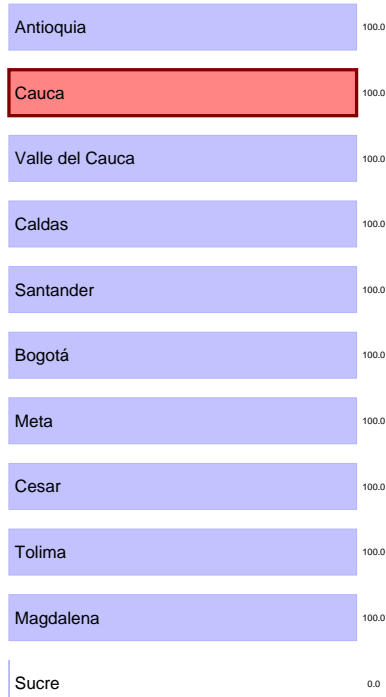 Antioquia 100.0
Cauca 100.0
Valle del Cauca 100.0
Caldas 100.0
Santander 100.0
Bogotá 100.0
Meta 100.0
Cesar 100.0
Tolima 100.0
Magdalena 100.0
Sucre 0.0